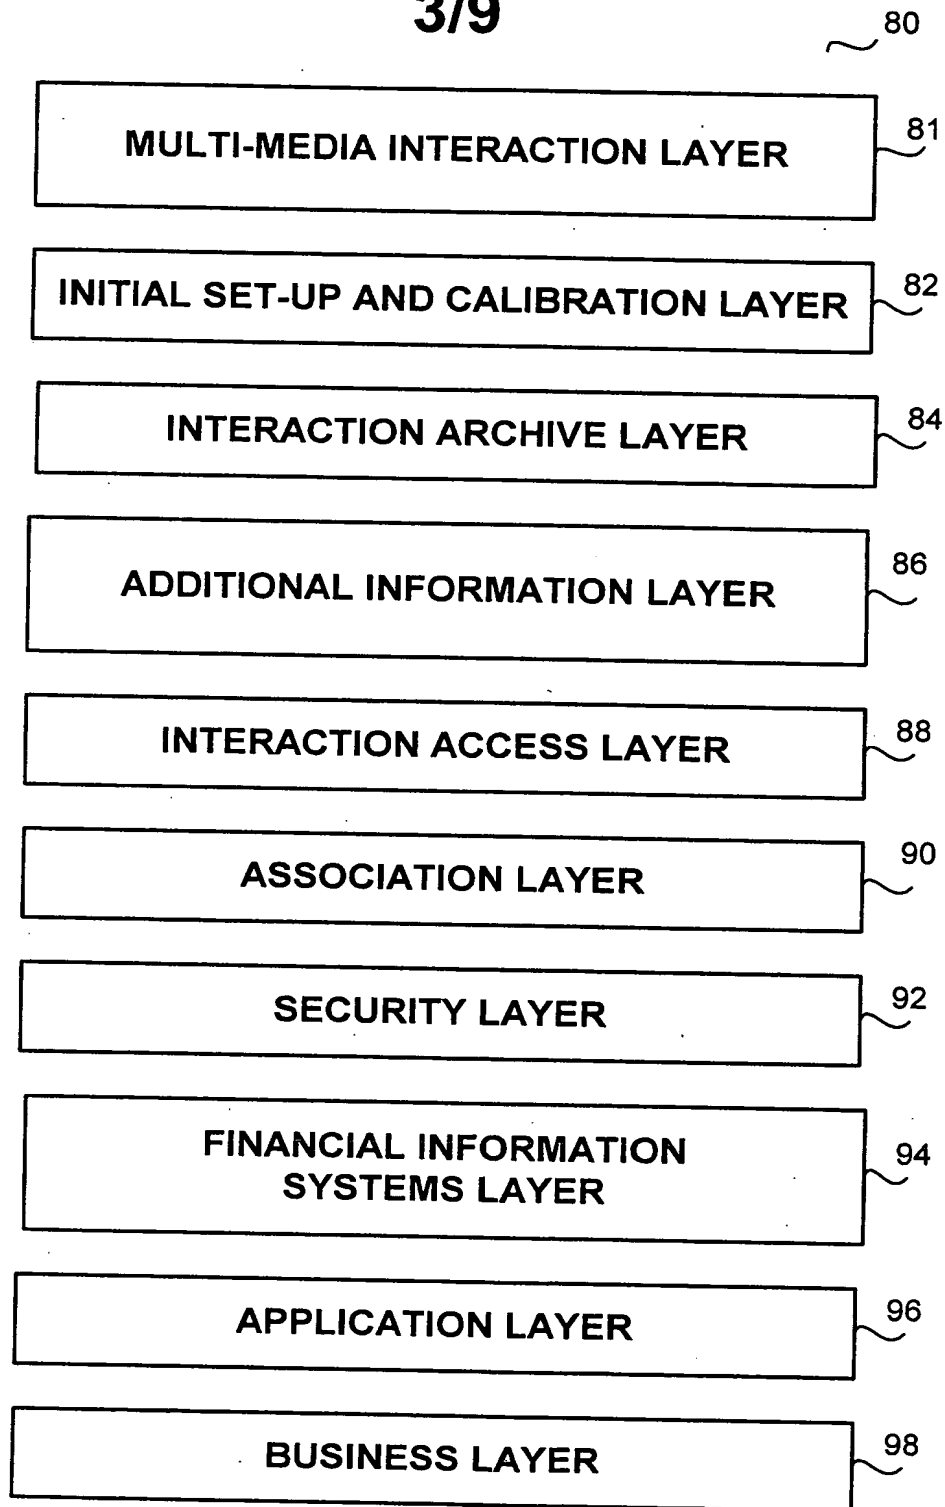 3/9
80
MULTI-MEDIA INTERACTION LAYER
81
INITIAL SET-UP AND CALIBRATION LAYER
82
INTERACTION ARCHIVE LAYER
84
ADDITIONAL INFORMATION LAYER
86
INTERACTION ACCESS LAYER
88
ASSOCIATION LAYER
90
SECURITY LAYER
92
FINANCIAL INFORMATION
SYSTEMS LAYER
94
APPLICATION LAYER
96
BUSINESS LAYER
98